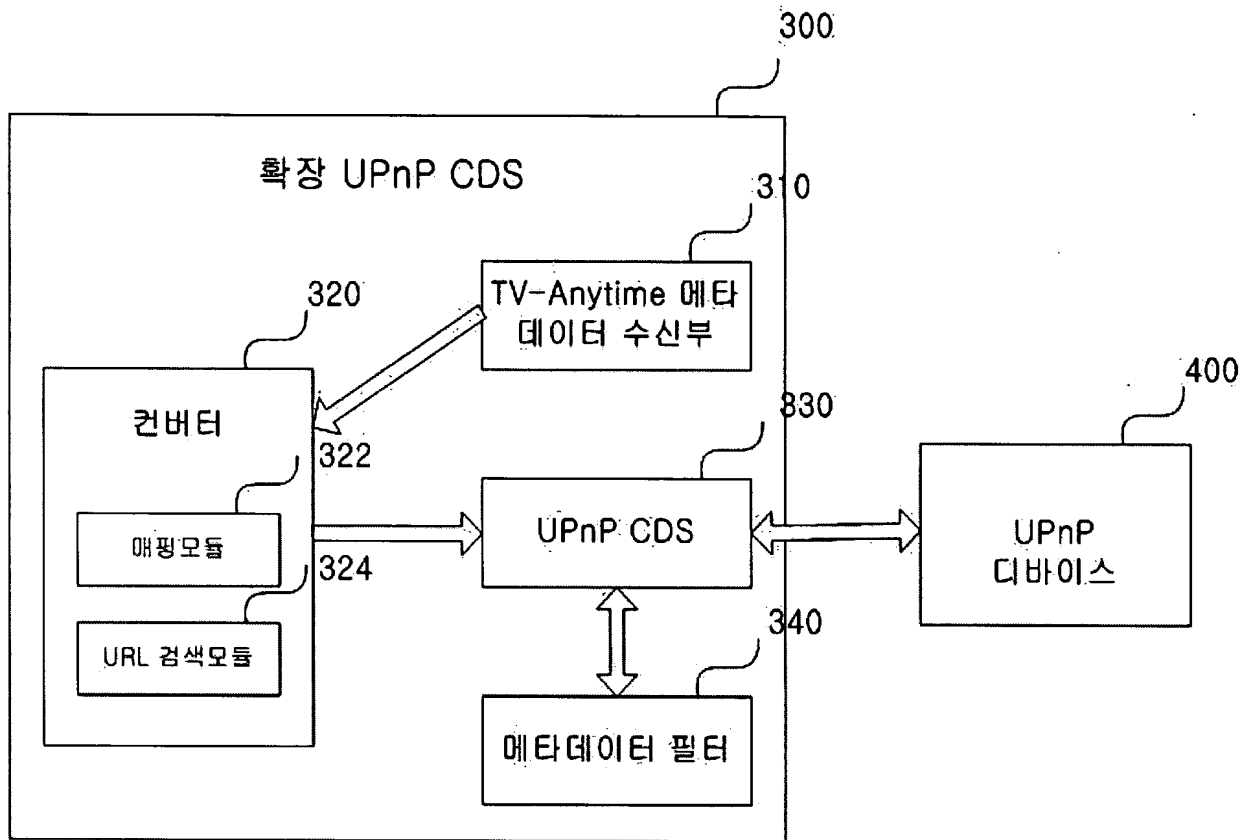 300
확장 UPnP CDS
310
TV-Anytime 메타
데이터 수신부
320
컨버터
322
매핑모듈
324
URL 검색모듈
330
UPnP CDS
340
메타데이터 필터
400
UPnP
디바이스